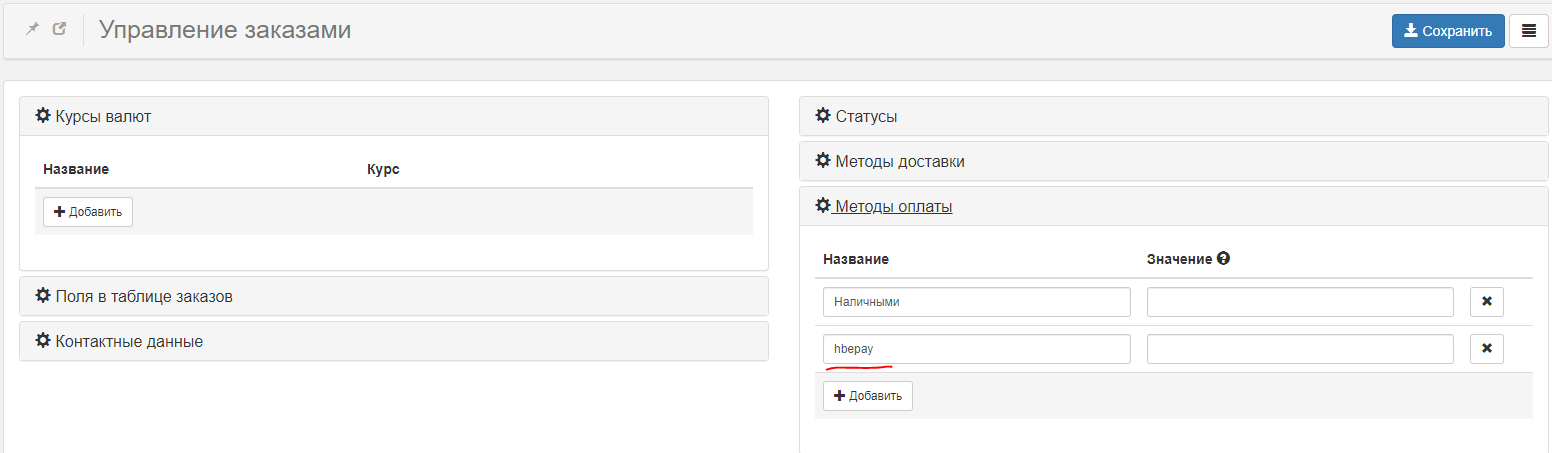 Управление заказами
Сохранить
Курсы валют
Название Курс
Добавить
Поля в таблице заказов
Контактные данные
Статусы
Методы доставки
Методы оплаты
Название Значение
Наличными
hbepay
Добавить